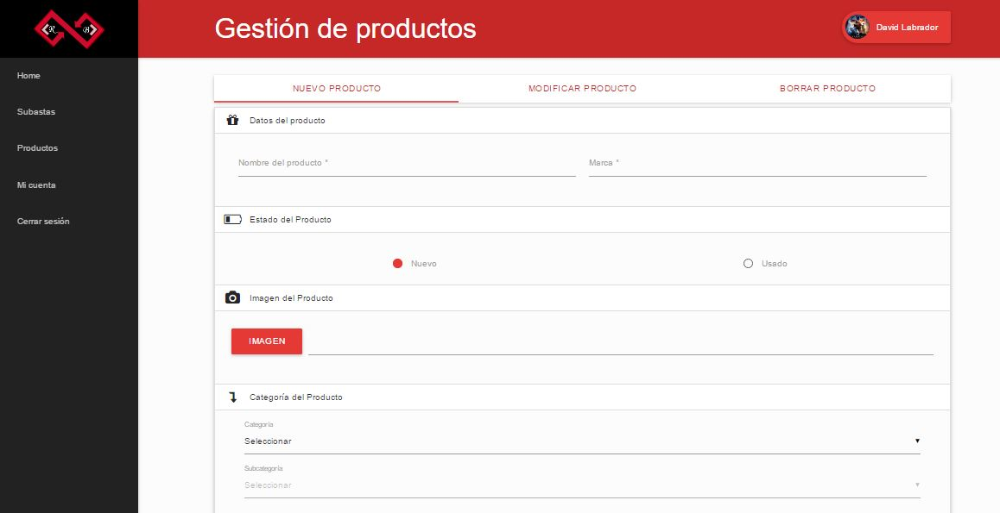 Gestión de productos
David Labrador
Home
Subastas
Productos
Mi cuenta
Cerrar sesión
NUEVO PRODUCTO
MODIFICAR PRODUCTO
BORRAR PRODUCTO
Datos del producto
Nombre del producto *
Marca *
Estado del Producto
Nuevo
Usado
Imagen del Producto
IMAGEN
Categoría del Producto
Categoría
Seleccionar
Subcategoría
Seleccionar